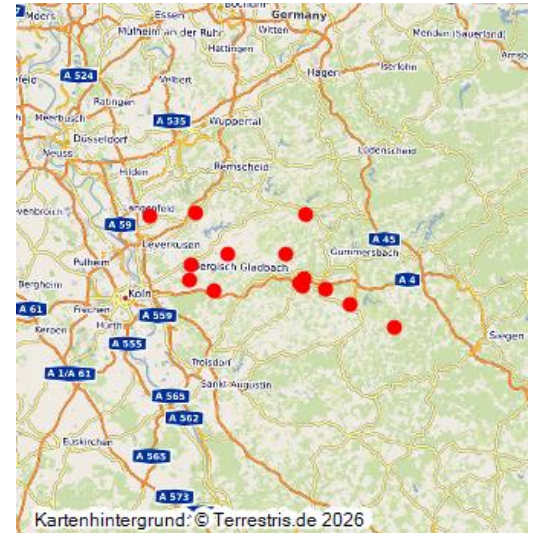 Moers
Essen
Bochum
Germany
Mülheim an der Ruhr
Witten
Menden (Sauerland)
Hattingen
Arnsb
A 524
Hagen
Iserlohn
Velbert
Ratingen
A 535
Meerbusch
Wuppertal
Düsseldorf
Lüdenscheid
Neuss
Remscheid
Hilden
Langenfeld
A 59
Leverkusen
A 45
Gummersbach
Pulheim
Bergisch Gladbach
A 4
Bergheim
Köln
A 61
Frechen
A 559
Kerpen
Hürth
Siegen
A 555
Troisdorf
A 1/A 61
Sankt Augustin
A 565
A 562
Euskirchen
A 565
A 573
Kartenhintergrund: © Terrestris.de 2026